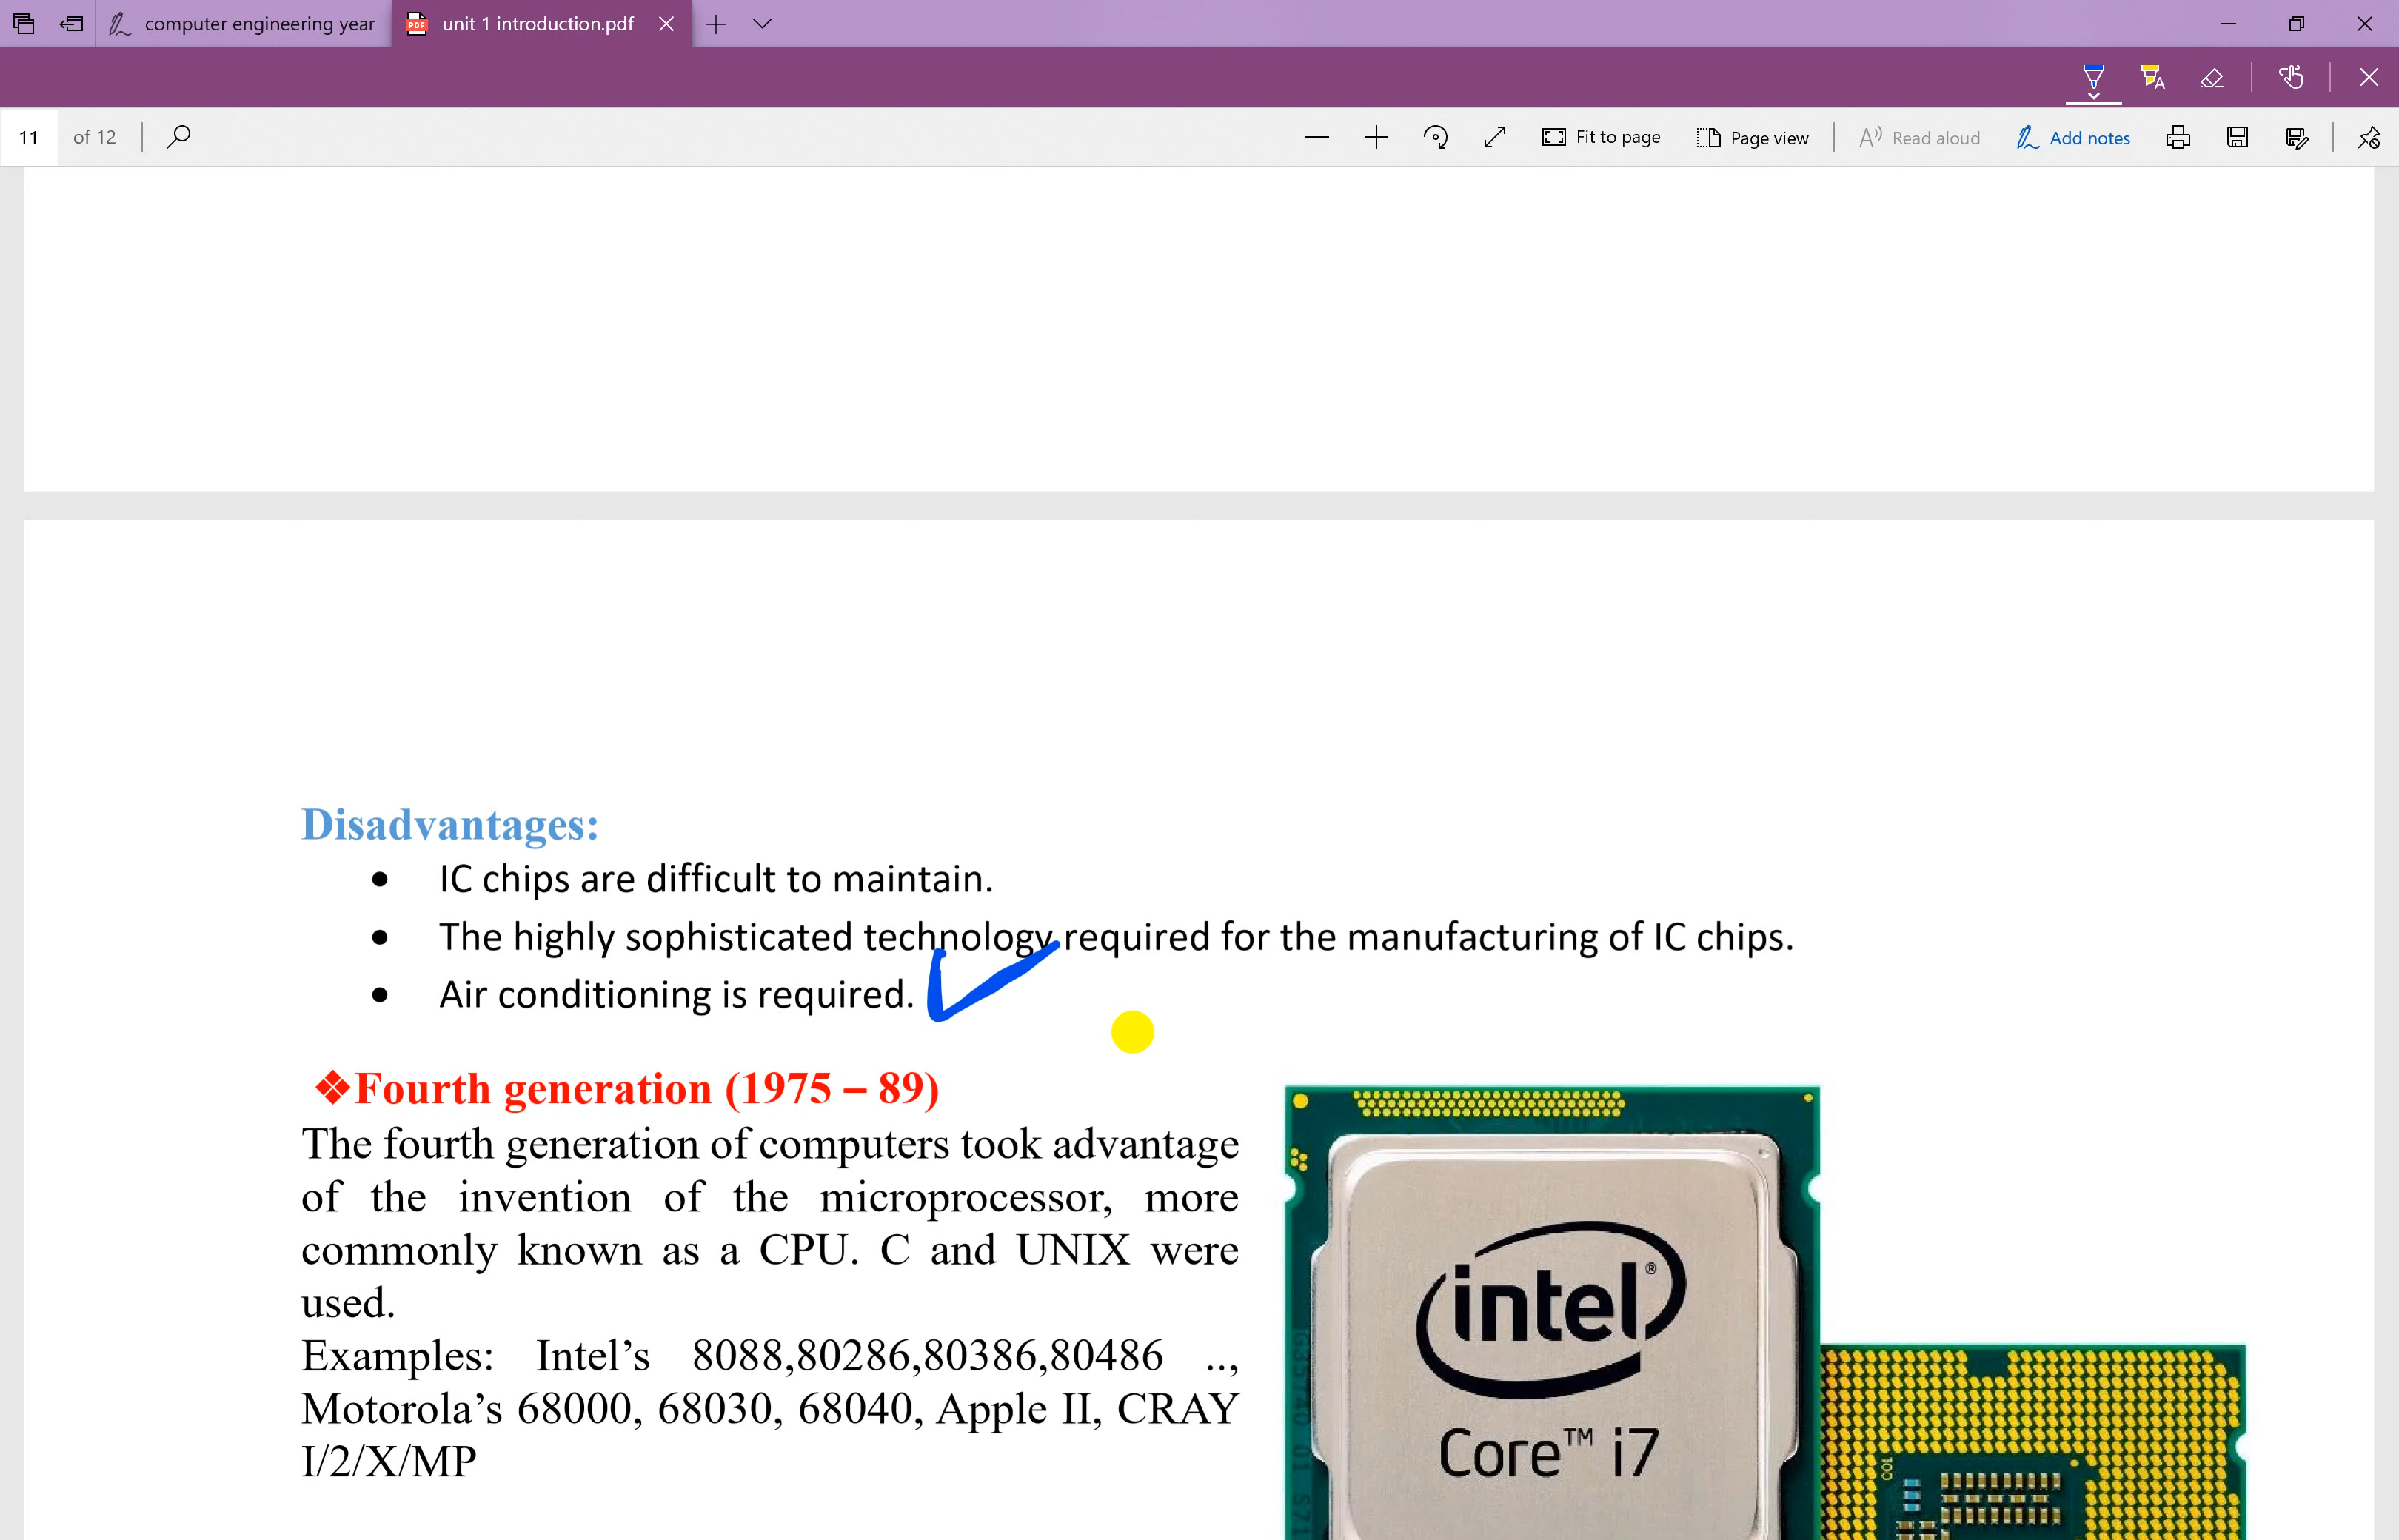 computer engineering year
unit 1 introduction.pdf
11 of 12
Fit to page
Page view
Read aloud
Add notes
Disadvantages:
• IC chips are difficult to maintain.
• The highly sophisticated technology required for the manufacturing of IC chips.
• Air conditioning is required.
❖Fourth generation (1975 – 89)
The fourth generation of computers took advantage
of the invention of the microprocessor, more
commonly known as a CPU. C and UNIX were
used.
Examples: Intel’s 8088,80286,80386,80486 ..,
Motorola’s 68000, 68030, 68040, Apple II, CRAY
I/2/X/MP
intel®
Core™ i7
001